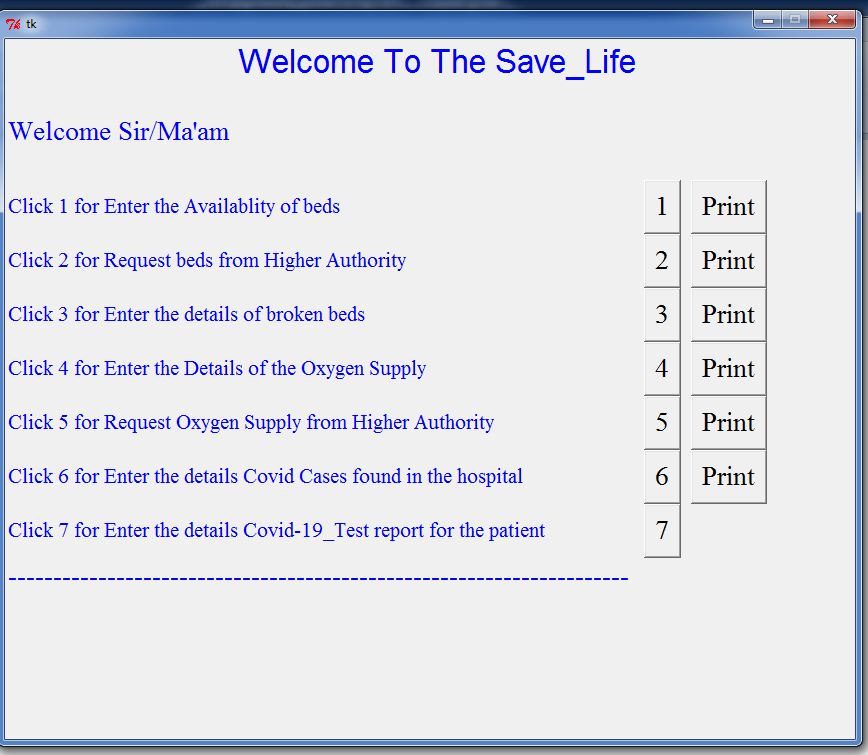 tk
Welcome To The Save_Life
Welcome Sir/Ma'am
Click 1 for Enter the Availablity of beds 1 Print
Click 2 for Request beds from Higher Authority 2 Print
Click 3 for Enter the details of broken beds 3 Print
Click 4 for Enter the Details of the Oxygen Supply 4 Print
Click 5 for Request Oxygen Supply from Higher Authority 5 Print
Click 6 for Enter the details Covid Cases found in the hospital 6 Print
Click 7 for Enter the details Covid-19_Test report for the patient 7
---------------------------------------------------------------------